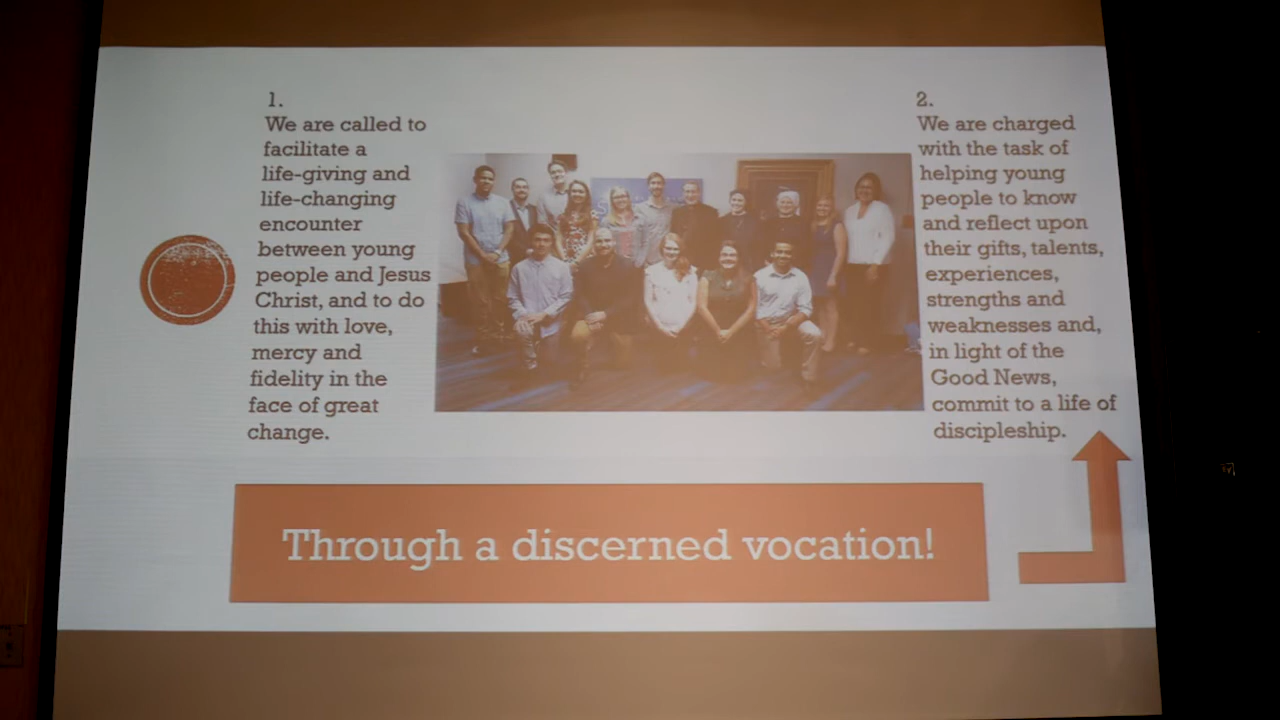 1.
We are called to
facilitate a
life-giving and
life-changing
encounter
between young
people and Jesus
Christ, and to do
this with love,
mercy and
fidelity in the
face of great
change.
2.
We are charged
with the task of
helping young
people to know
and reflect upon
their gifts, talents,
experiences,
strengths and
weaknesses and,
in light of the
Good News,
commit to a life of
discipleship.
Through a discerned vocation!